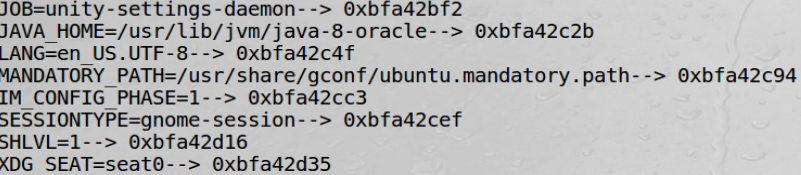 JOB=unity-settings-daemon--> 0xbfa42bf2
JAVA_HOME=/usr/lib/jvm/java-8-oracle--> 0xbfa42c2b
LANG=en_US.UTF-8--> 0xbfa42c4f
MANDATORY_PATH=/usr/share/gconf/ubuntu.mandatory.path--> 0xbfa42c94
IM_CONFIG_PHASE=1--> 0xbfa42cc3
SESSIONTYPE=gnome-session--> 0xbfa42cef
SHLVL=1--> 0xbfa42d16
XDG_SEAT=seat0--> 0xbfa42d35